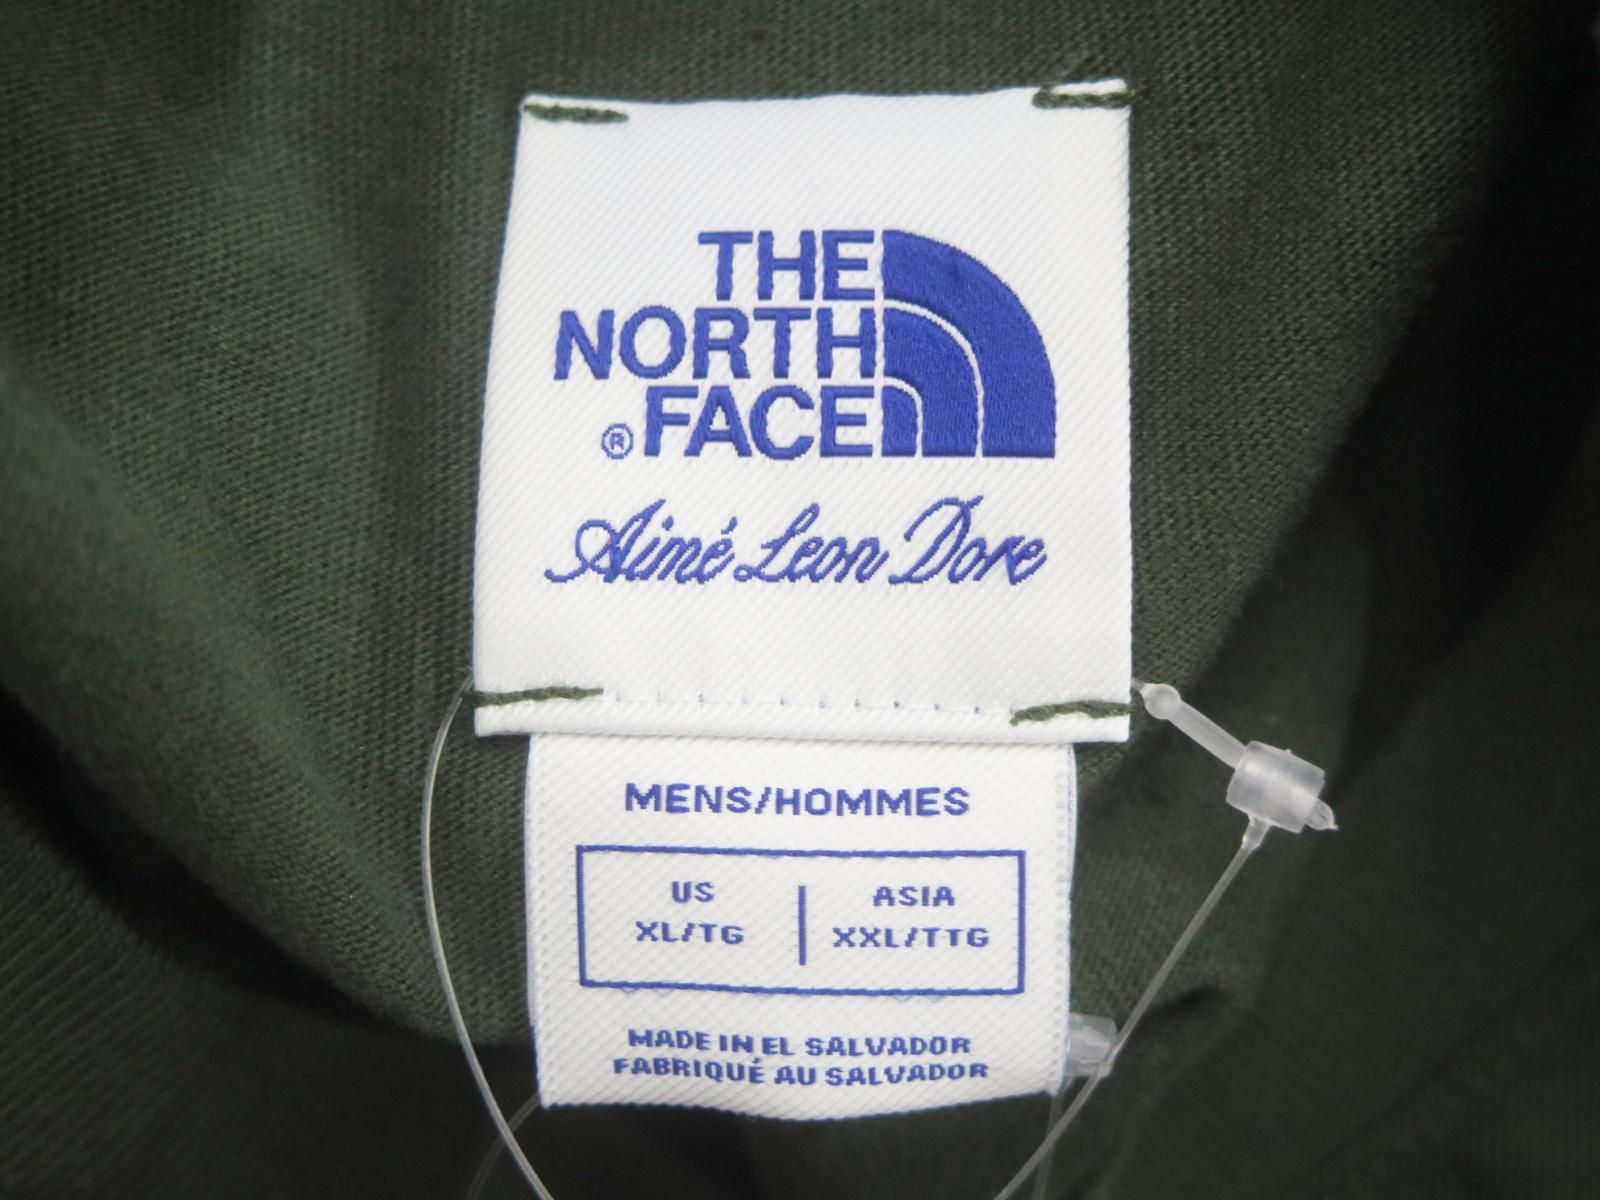 THE
NORTH
®FACE
Aimé Leon Dore
MENS/HOMMES
US | ASIA
XL/TG | XXL/TTG
MADE IN EL SALVADOR
FABRIQUÉ AU SALVADOR